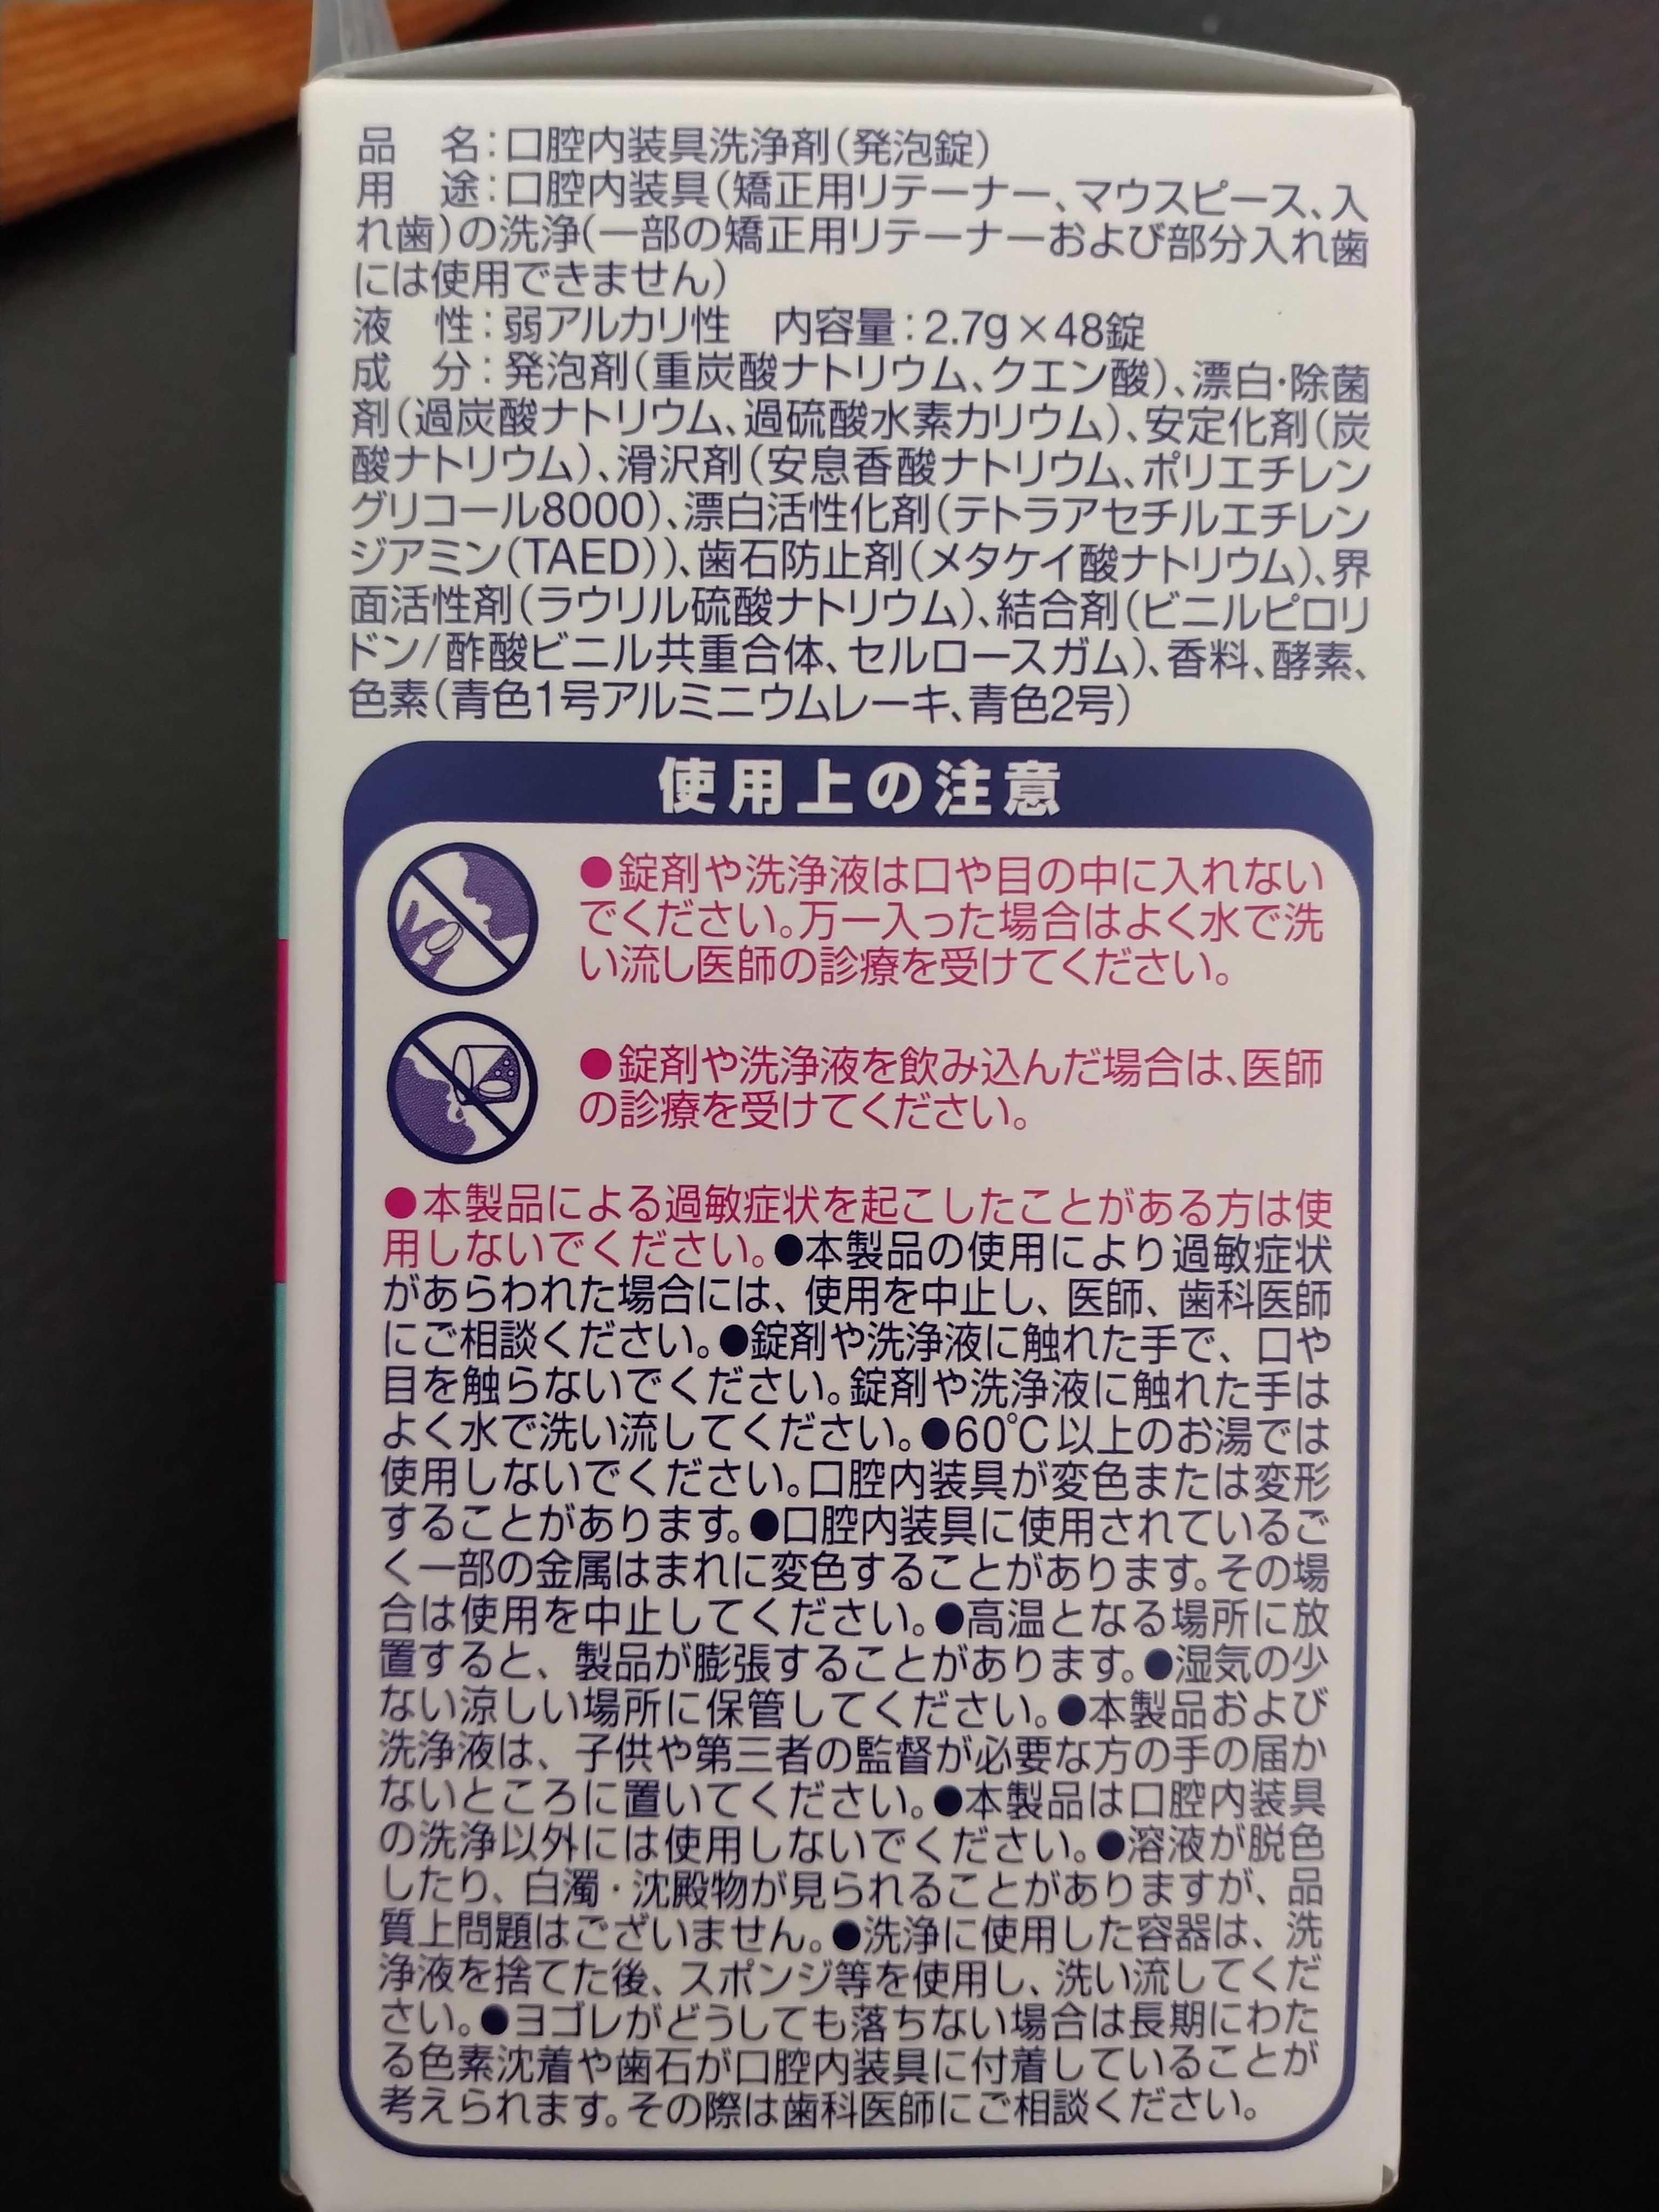 品　名：口腔内装具洗浄剤（発泡錠）
用　途：口腔内装具（矯正用リテーナー、マウスピース、入
れ歯）の洗浄（一部の矯正用リテーナーおよび部分入れ歯
には使用できません）
液　性：弱アルカリ性　内容量：2.7g×48錠
成　分：発泡剤（重炭酸ナトリウム、クエン酸）、漂白・除菌
剤（過炭酸ナトリウム、過硫酸水素カリウム）、安定化剤（炭
酸ナトリウム）、滑沢剤（安息香酸ナトリウム、ポリエチレン
グリコール8000）、漂白活性化剤（テトラアセチルエチレン
ジアミン（TAED））、歯石防止剤（メタケイ酸ナトリウム）、界
面活性剤（ラウリル硫酸ナトリウム）、結合剤（ビニルピロリ
ドン/酢酸ビニル共重合体、セルロースガム）、香料、酵素、
色素（青色1号アルミニウムレーキ、青色2号）
使用上の注意
●錠剤や洗浄液は口や目の中に入れない
でください。万一入った場合はよく水で洗
い流し医師の診療を受けてください。
●錠剤や洗浄液を飲み込んだ場合は、医師
の診療を受けてください。
●本製品による過敏症状を起こしたことがある方は使
用しないでください。●本製品の使用により過敏症状
があらわれた場合には、使用を中止し、医師、歯科医師
にご相談ください。●錠剤や洗浄液に触れた手で、口や
目を触らないでください。錠剤や洗浄液に触れた手は
よく水で洗い流してください。●60℃以上のお湯では
使用しないでください。口腔内装具が変色または変形
することがあります。●口腔内装具に使用されているご
く一部の金属はまれに変色することがあります。その場
合は使用を中止してください。●高温となる場所に放
置すると、製品が膨張することがあります。●湿気の少
ない涼しい場所に保管してください。●本製品および
洗浄液は、子供や第三者の監督が必要な方の手の届か
ないところに置いてください。●本製品は口腔内装具
の洗浄以外には使用しないでください。●溶液が脱色
したり、白濁・沈殿物が見られることがありますが、品
質上問題はございません。●洗浄に使用した容器は、洗
浄液を捨てた後、スポンジ等を使用し、洗い流してくだ
さい。●ヨゴレがどうしても落ちない場合は長期にわた
る色素沈着や歯石が口腔内装具に付着していることが
考えられます。その際は歯科医師にご相談ください。